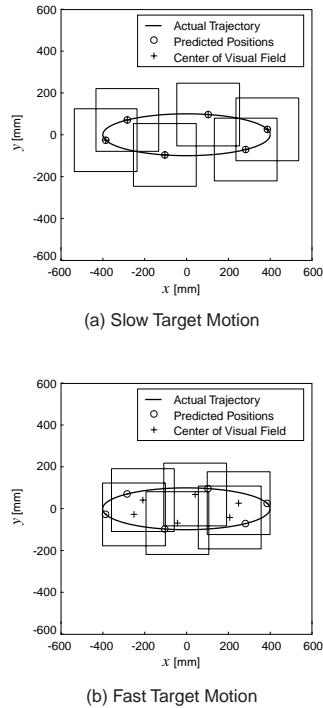 600
400
200
0
-200
-400
-600
-600 -400 -200 0 200 400 600
y [mm]
x [mm]
Actual Trajectory
Predicted Positions
Center of Visual Field
(a) Slow Target Motion
600
400
200
0
-200
-400
-600
-600 -400 -200 0 200 400 600
y [mm]
x [mm]
Actual Trajectory
Predicted Positions
Center of Visual Field
(b) Fast Target Motion